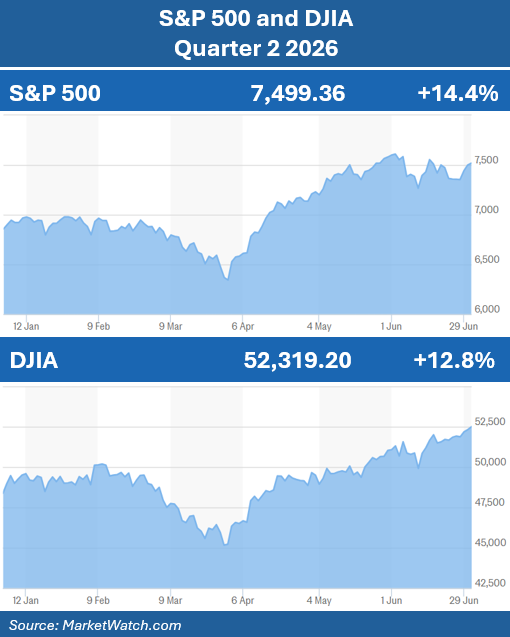 S&P 500 and DJIA
Quarter 2 2026
S&P 500 7,499.36 +14.4%
7,500
7,000
6,500
6,000
12 Jan 9 Feb 9 Mar 6 Apr 4 May 1 Jun 29 Jun
DJIA 52,319.20 +12.8%
52,500
50,000
47,500
45,000
42,500
12 Jan 9 Feb 9 Mar 6 Apr 4 May 1 Jun 29 Jun
Source: MarketWatch.com